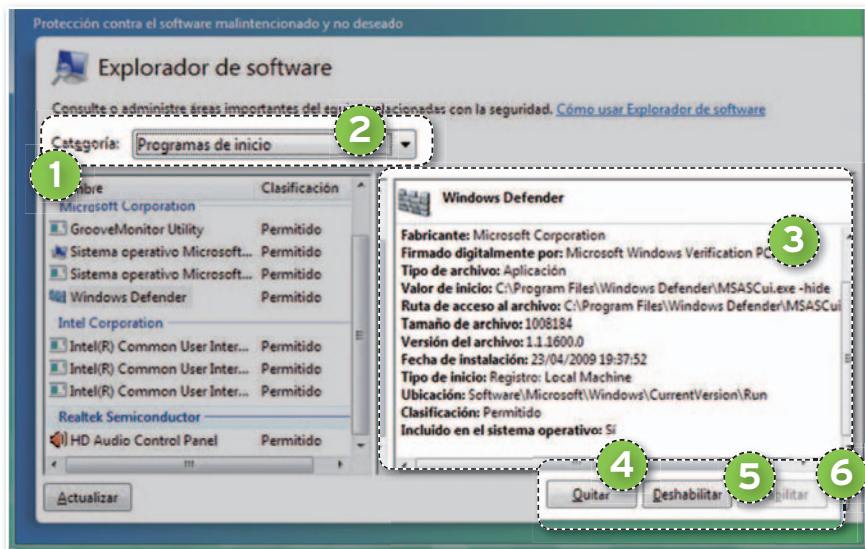 Protección contra el software malintencionado y no deseado
Explorador de software
Consulte o administre áreas importantes del relacionadas con la seguridad. Cómo usar Explorador de software
Categoría: Programas de inicio
2
1
Clasificación
Microsoft Corporation
GrooveMonitor Utility Permitido
Sistema operativo Microsoft... Permitido
Sistema operativo Microsoft... Permitido
Windows Defender Permitido
Intel Corporation
Intel(R) Common User Inter... Permitido
Intel(R) Common User Inter... Permitido
Intel(R) Common User Inter... Permitido
Realtek Semiconductor
HD Audio Control Panel Permitido
Actualizar
Windows Defender
3
Fabricante: Microsoft Corporation
Firmado digitalmente por: Microsoft Windows Verification PC
Tipo de archivo: Aplicación
Valor de inicio: C:\Program Files\Windows Defender\MSASCui.exe -hide
Ruta de acceso al archivo: C:\Program Files\Windows Defender\MSASCui
Tamaño de archivo: 1008184
Versión del archivo: 1.1.1600.0
Fecha de instalación: 23/04/2009 19:37:52
Tipo de inicio: Registro: Local Machine
Ubicación: Software\Microsoft\Windows\CurrentVersion\Run
Clasificación: Permitido
Incluido en el sistema operativo: Sí
4
5
6
Quitar
Deshabilitar